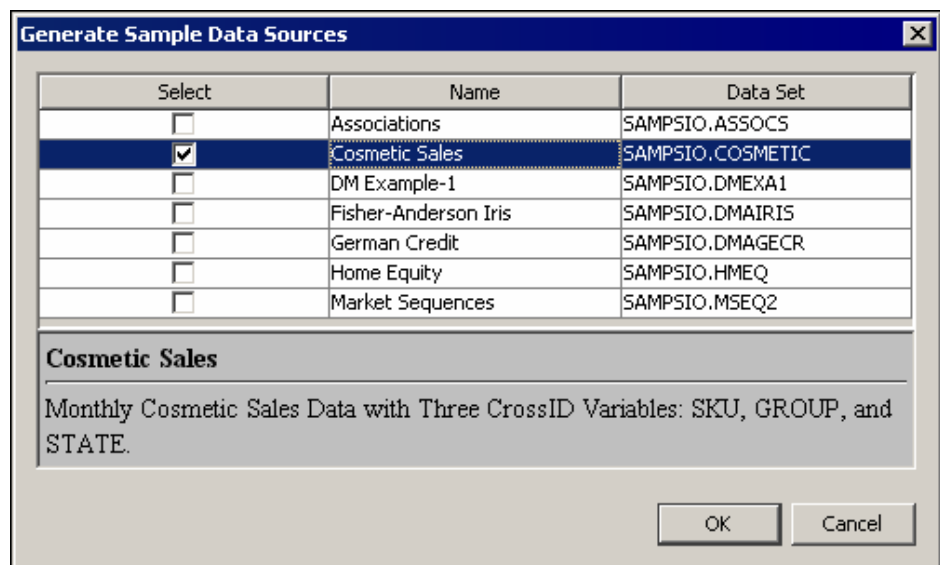 Generate Sample Data Sources
Select Name Data Set
Associations SAMPSIO.ASSOCS
Cosmetic Sales SAMPSIO.COSMETIC
DM Example-1 SAMPSIO.DMEXA1
Fisher-Anderson Iris SAMPSIO.DMAIRIS
German Credit SAMPSIO.DMAGECR
Home Equity SAMPSIO.HMEQ
Market Sequences SAMPSIO.MSEQ2
Cosmetic Sales
Monthly Cosmetic Sales Data with Three CrossID Variables: SKU, GROUP, and
STATE.
OK Cancel